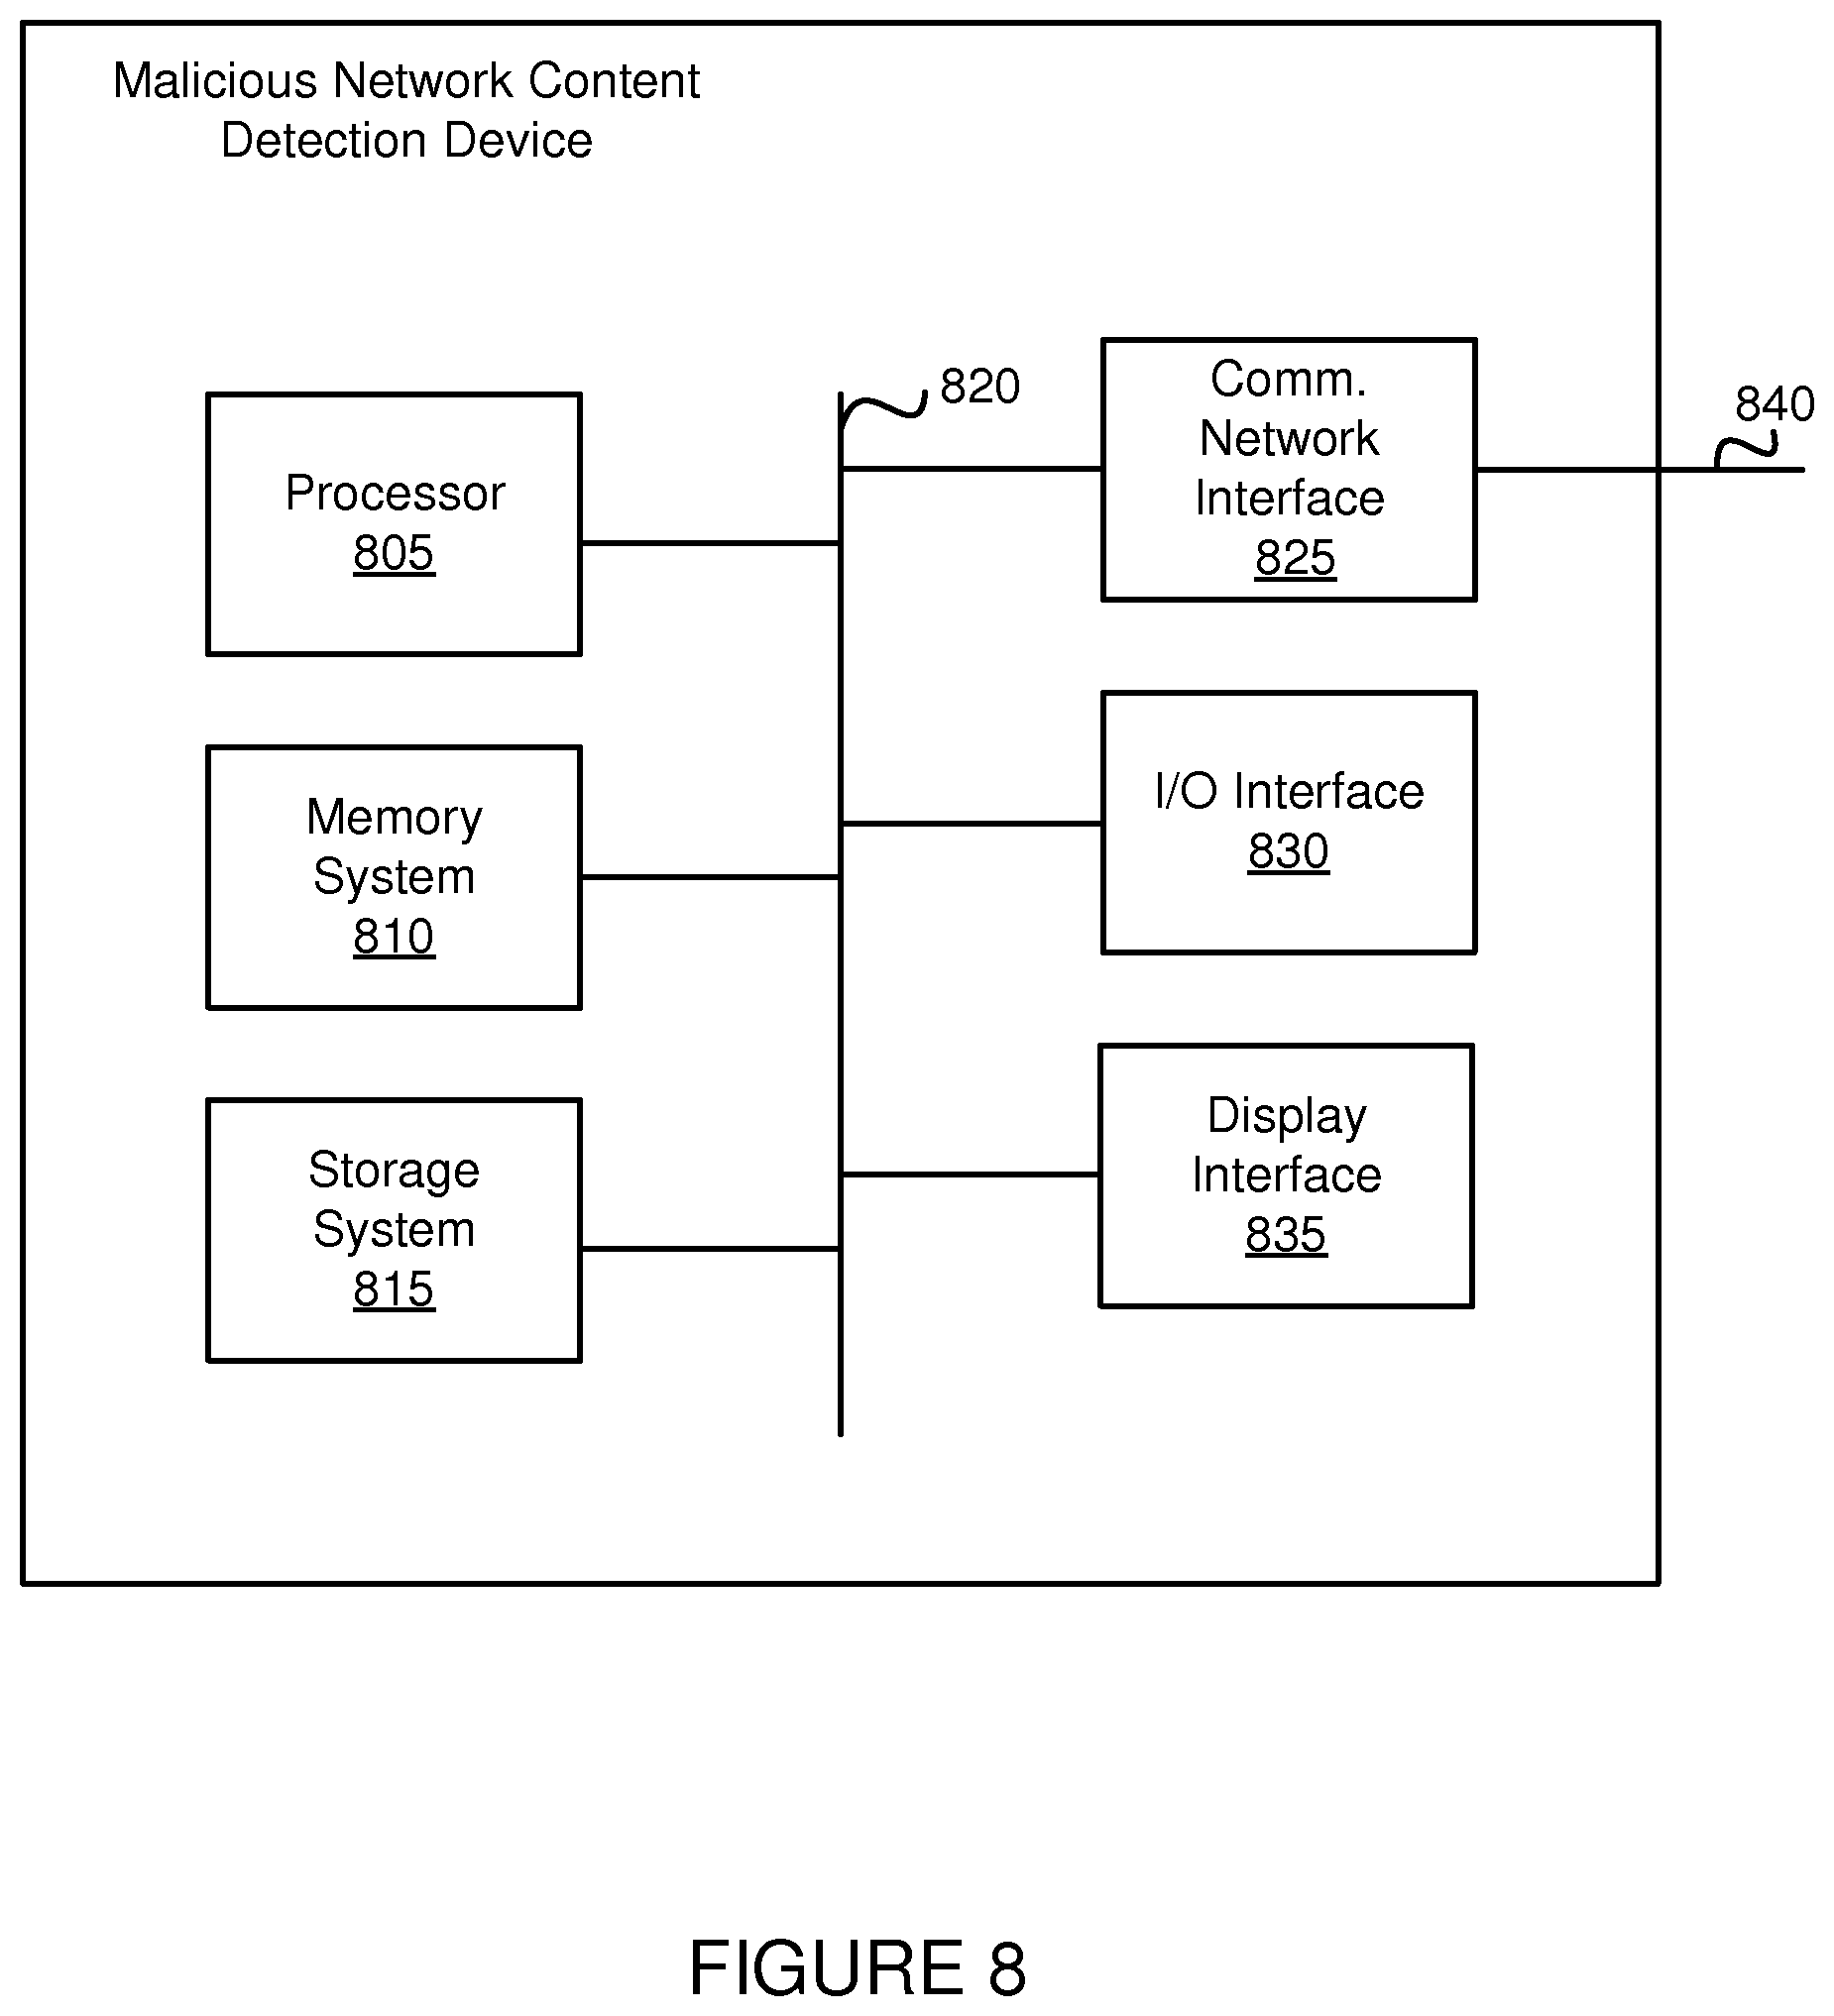 Malicious Network Content
Detection Device
Processor
805
Memory
System
810
Storage
System
815
820
Comm.
Network
Interface
825
840
I/O Interface
830
Display
Interface
835
FIGURE 8